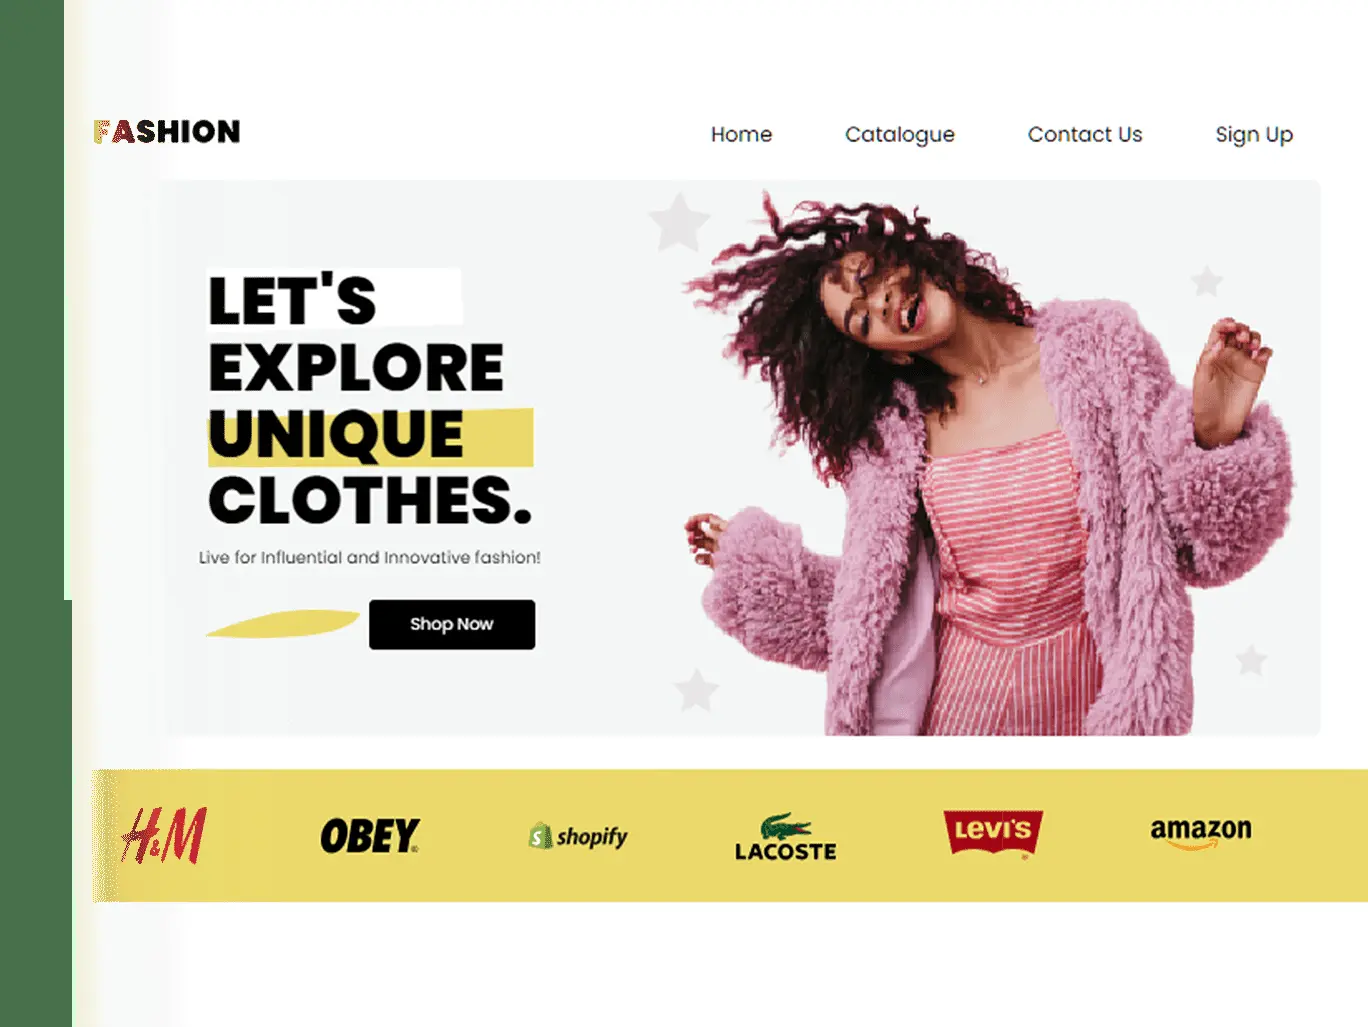 FASHION
Home Catalogue Contact Us Sign Up
LET'S
EXPLORE
UNIQUE
CLOTHES.
Live for Influential and Innovative fashion!
Shop Now
H&M OBEY® shopify LACOSTE Levi's® amazon